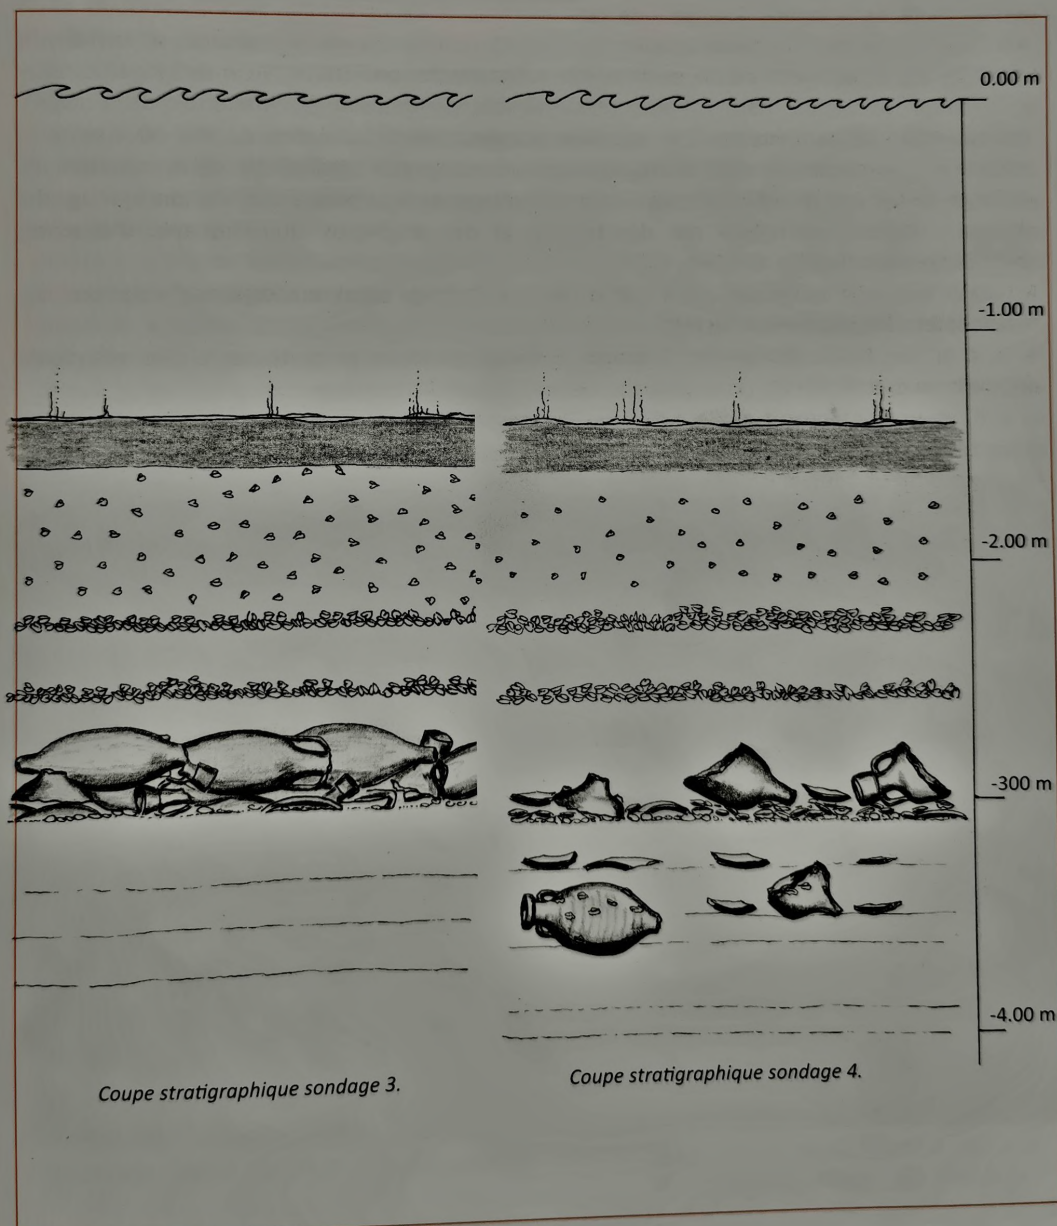 0.00 m
-1.00 m
-2.00 m
-300 m
-4.00 m
Coupe stratigraphique sondage 3.
Coupe stratigraphique sondage 4.